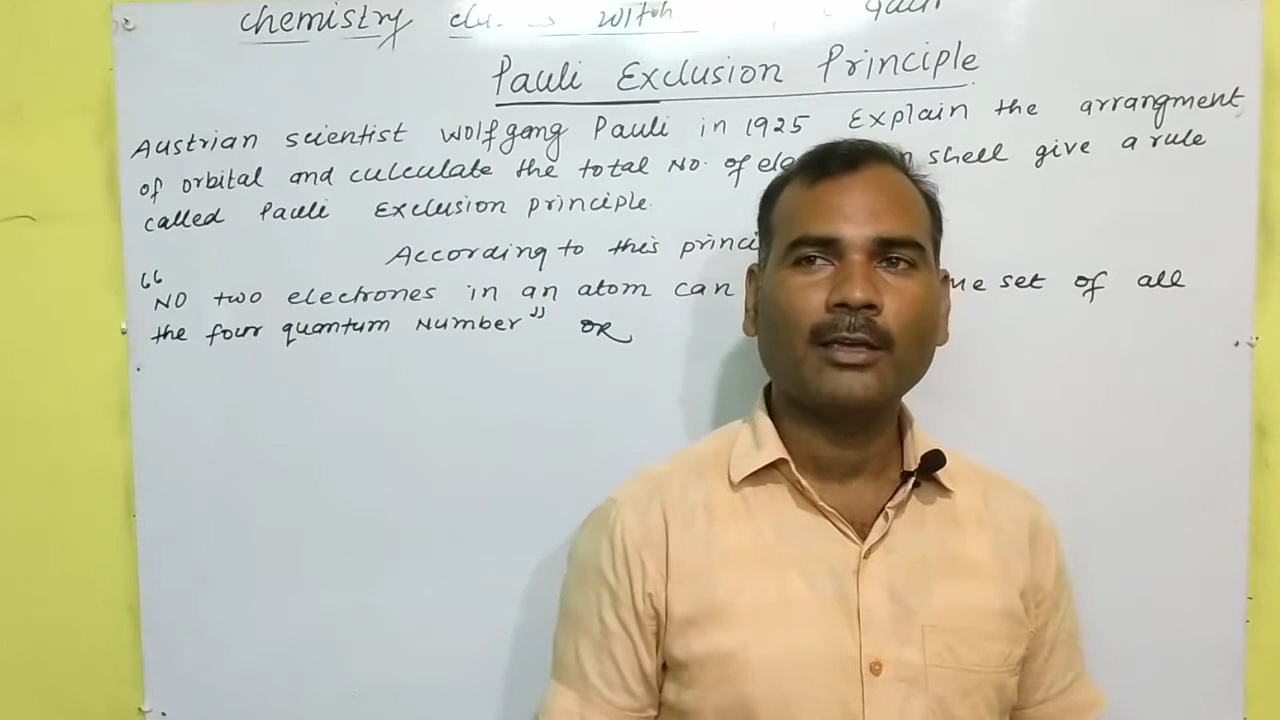 chemistry with
Pauli Exclusion Principle
Austrian scientist wolfgang Pauli in 1925 Explain the arrangment
of orbital and culculate the total No. of shell give a rule
called Pauli Exclusion principle.
According to this
"NO two electrones in an atom can set of all
the four quantum Number" OR